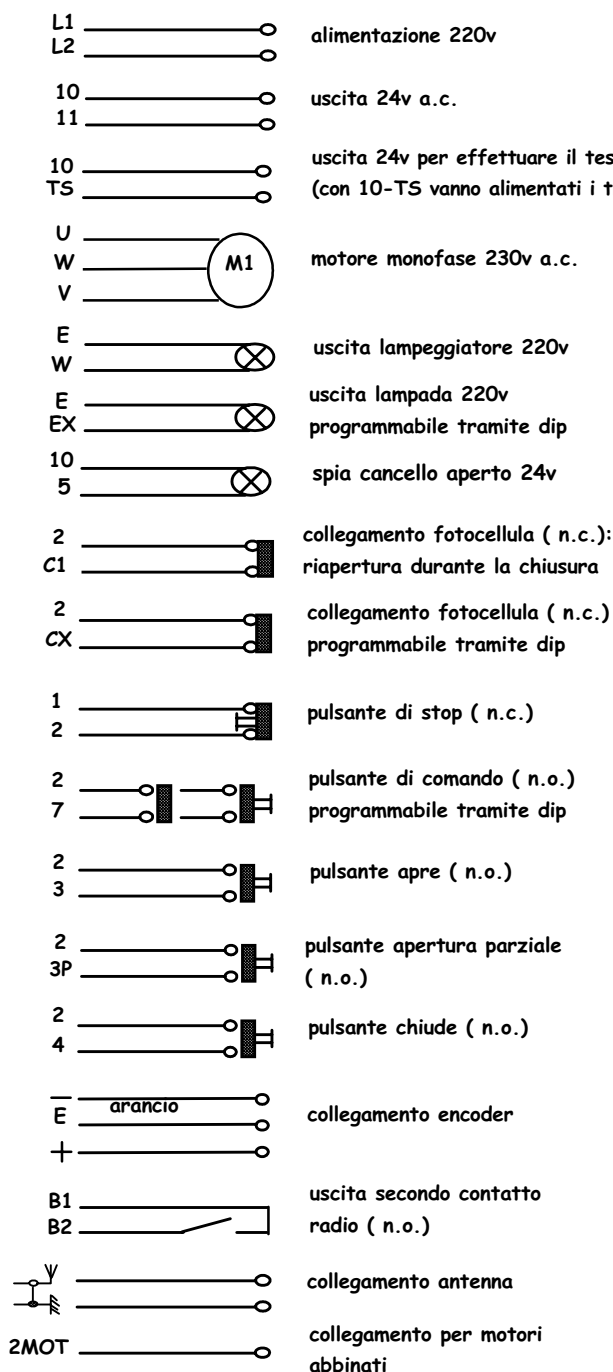 L1
L2
alimentazione 220v
10
11
uscita 24v a.c.
10
TS
uscita 24v per effettuare il
(con 10-TS vanno alimentati i
U
W
V
M1
motore monofase 230v a.c.
E
W
uscita lampeggiatore 220v
E
EX
uscita lampada 220v
programmabile tramite dip
10
5
spia cancello aperto 24v
2
C1
collegamento fotocellula ( n.c.):
riapertura durante la chiusura
2
CX
collegamento fotocellula ( n.c.)
programmabile tramite dip
1
2
pulsante di stop ( n.c.)
2
7
pulsante di comando ( n.o.)
programmabile tramite dip
2
3
pulsante apre ( n.o.)
2
3P
pulsante apertura parziale
( n.o.)
2
4
pulsante chiude ( n.o.)
–
E
+
arancio
collegamento encoder
B1
B2
uscita secondo contatto
radio ( n.o.)
collegamento antenna
2MOT
collegamento per motori
abbinati